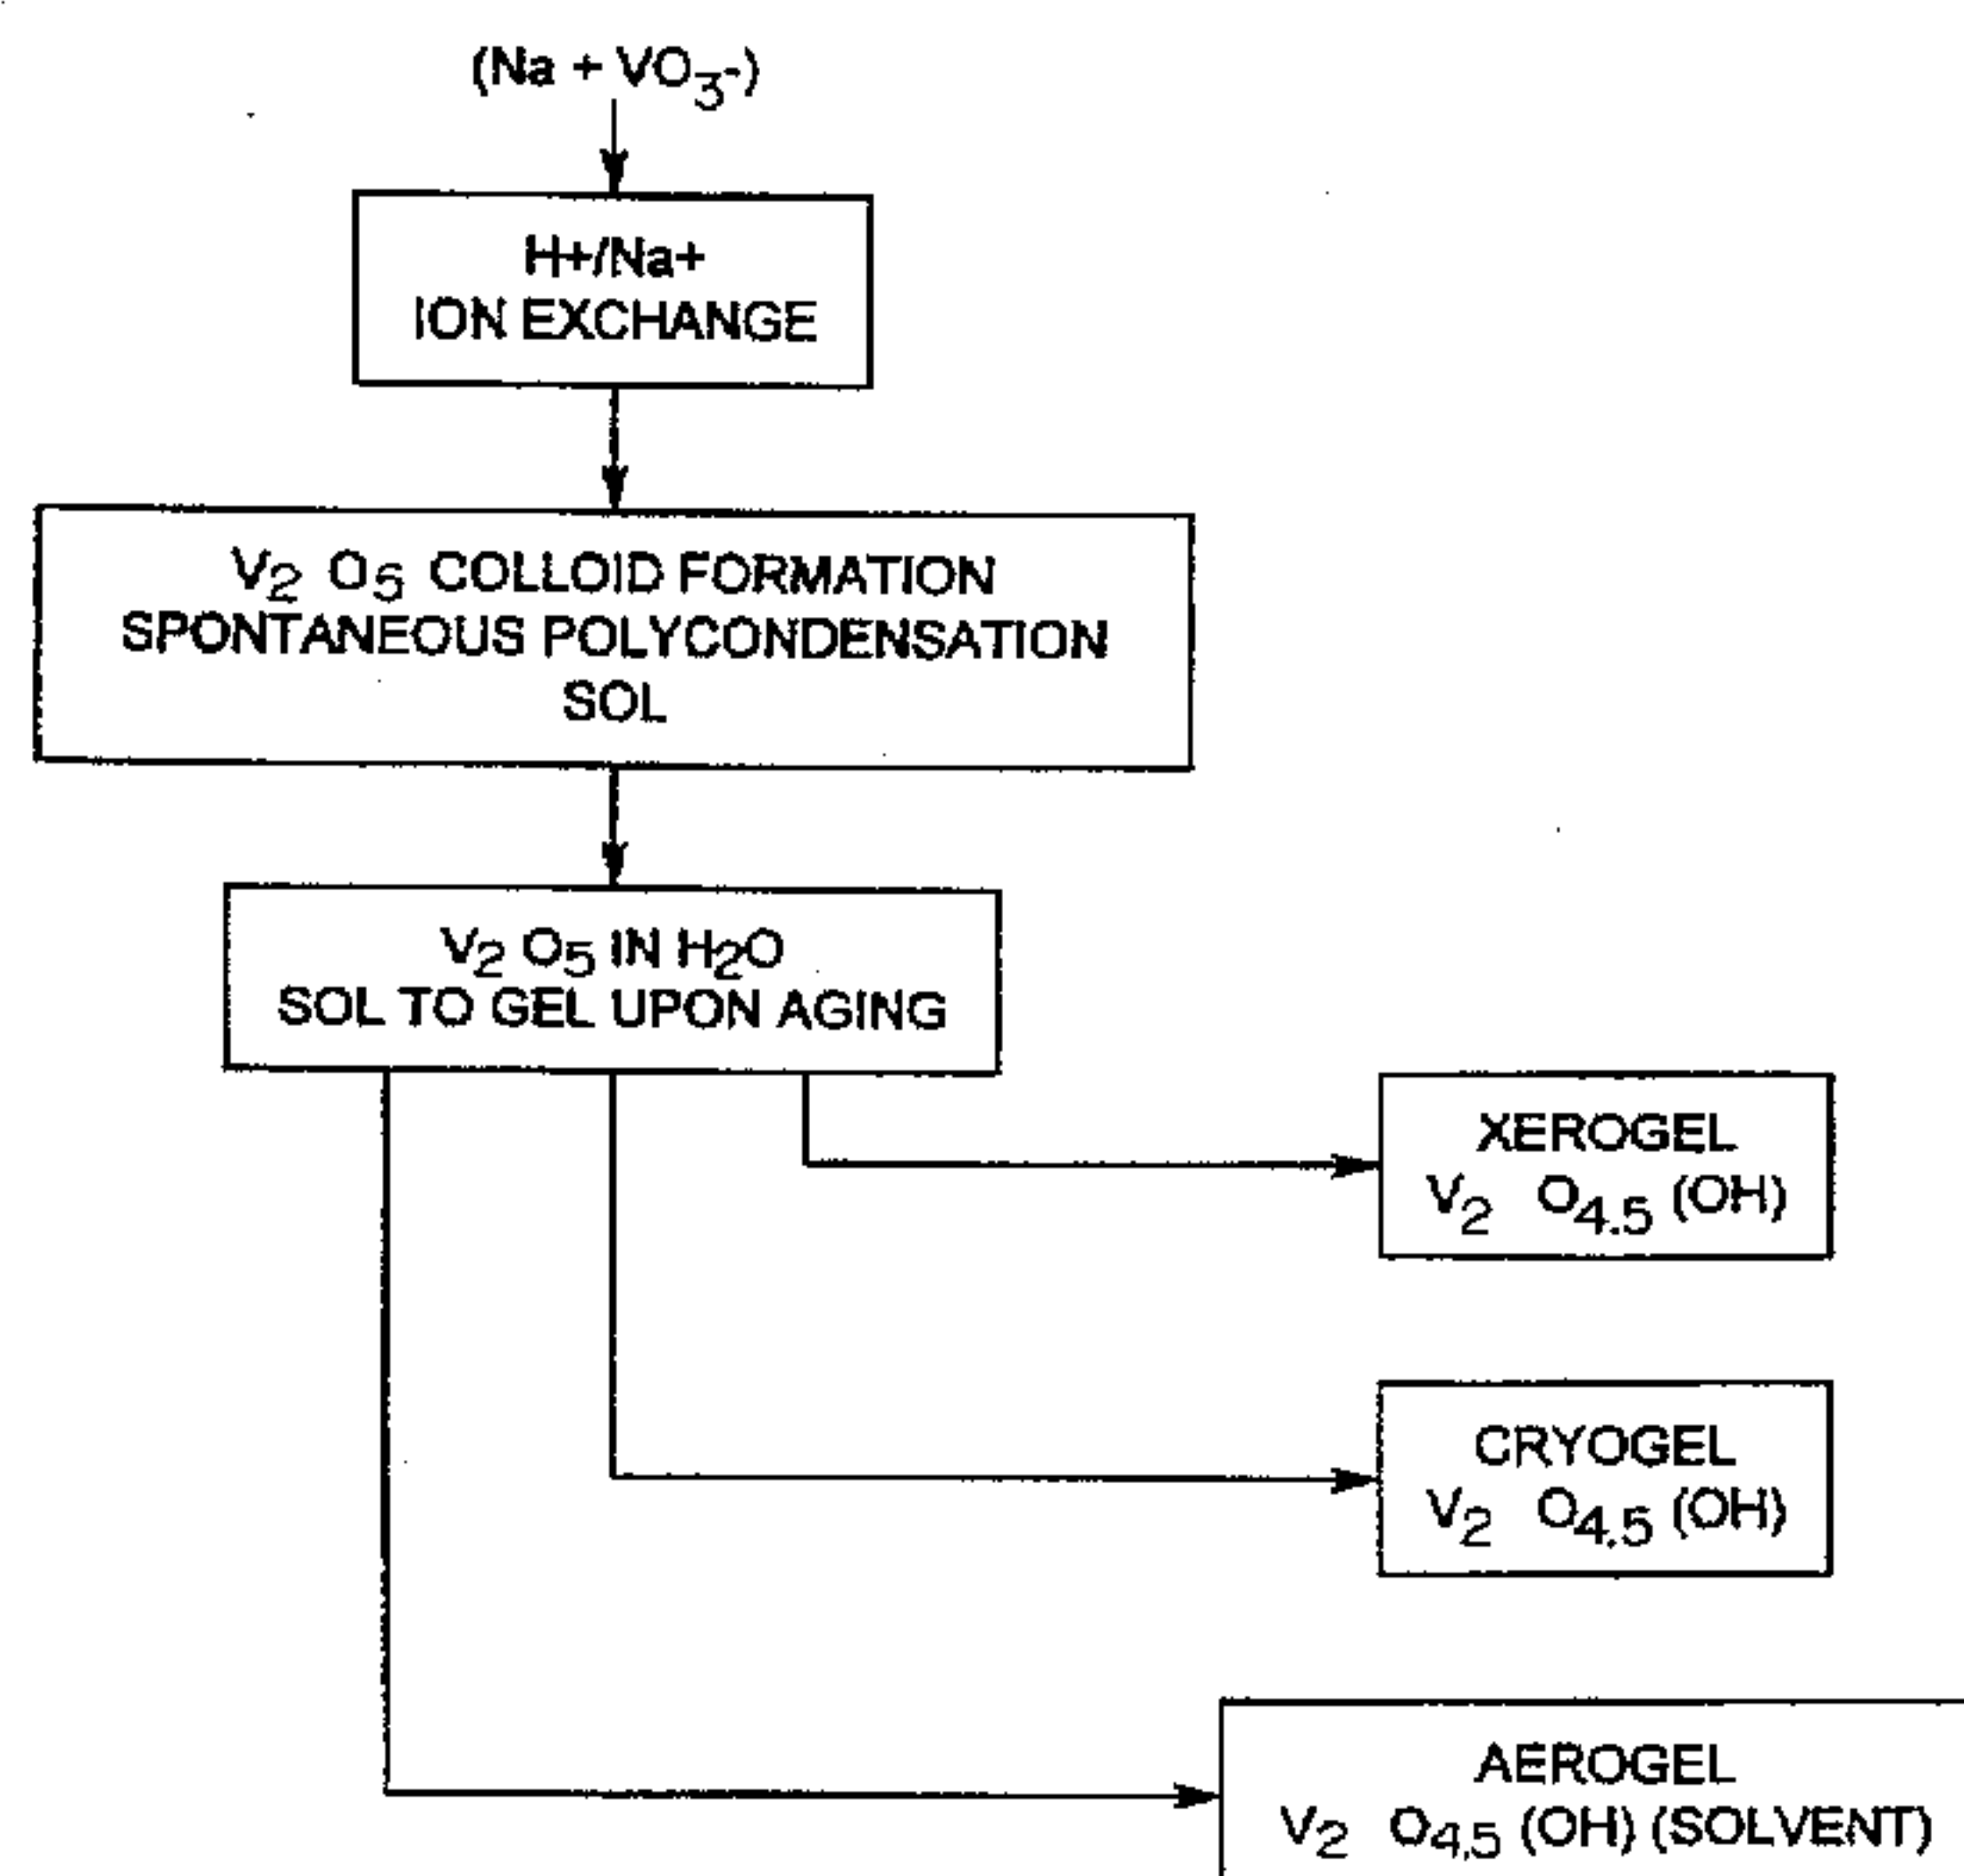 (Na + VO3-)
H+/Na+
ION EXCHANGE
V2 O5 COLLOID FORMATION
SPONTANEOUS POLYCONDENSATION
SOL
V2 O5 IN H2O
SOL TO GEL UPON AGING
XEROGEL
V2 O4.5 (OH)
CRYOGEL
V2 O4.5 (OH)
AEROGEL
V2 O4.5 (OH) (SOLVENT)